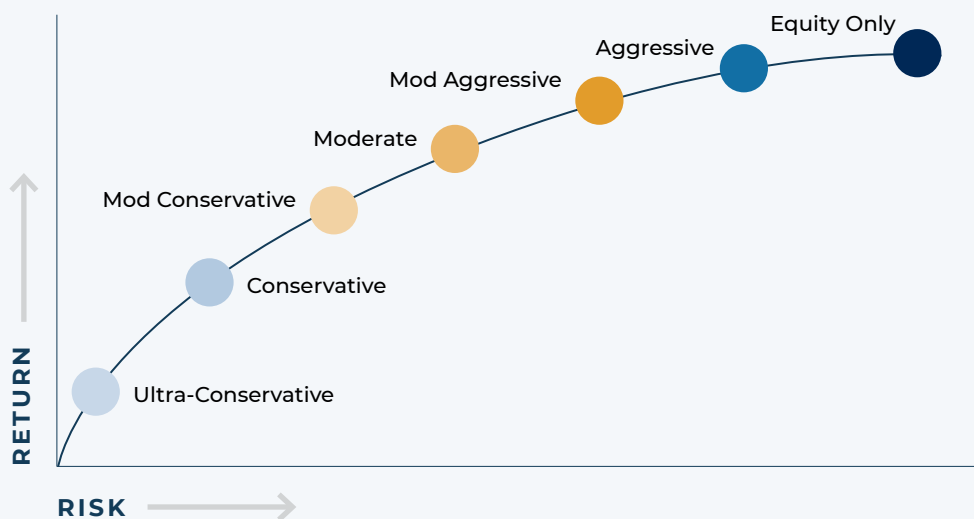 Equity Only
Aggressive
Mod Aggressive
Moderate
Mod Conservative
Conservative
Ultra-Conservative
RETURN
RISK